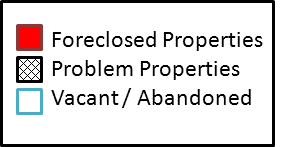 Foreclosed Properties
Problem Properties
Vacant / Abandoned